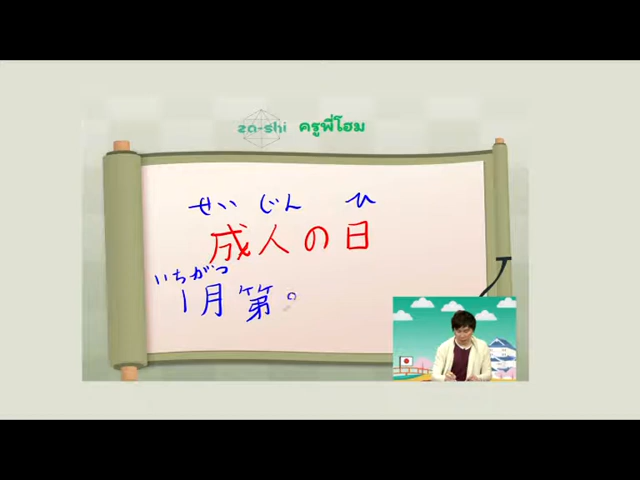 za-shi ครูพี่โฮม
せい じん ひ
成人の日
いちがつ
1月第